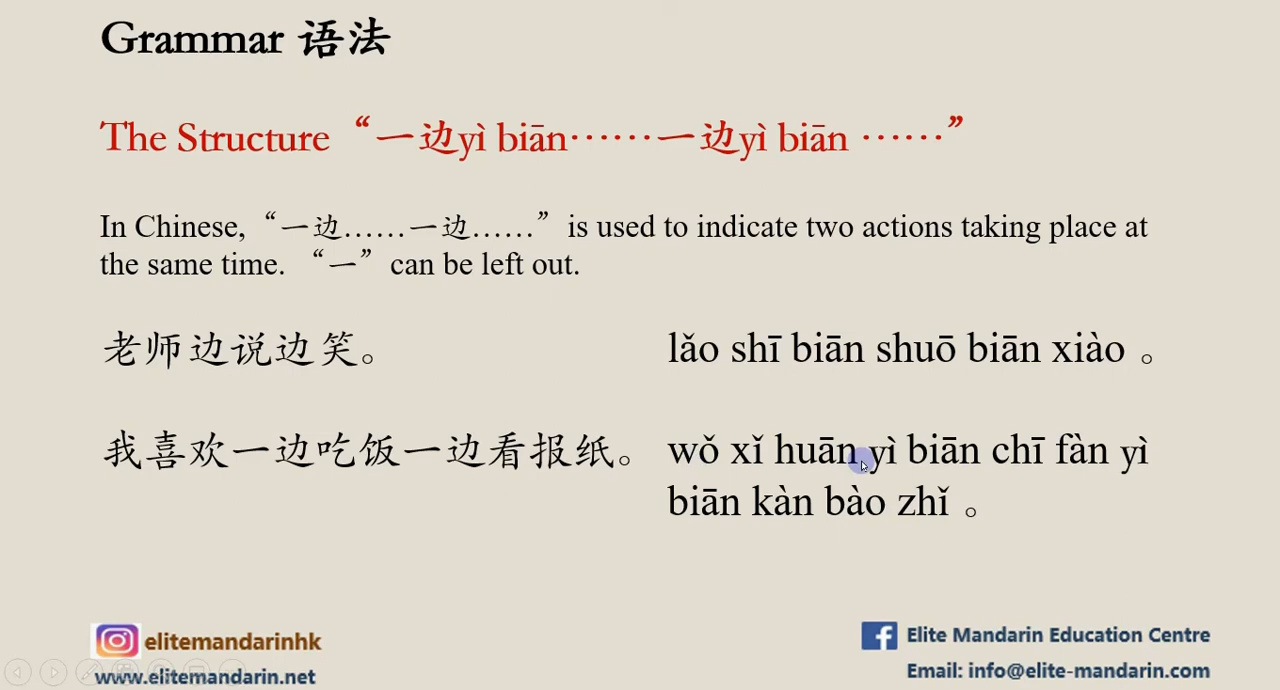 Grammar 语法
The Structure “一边yì biān……一边yì biān ……”
In Chinese, “一边……一边……” is used to indicate two actions taking place at
the same time. “一” can be left out.
老师边说边笑。
lǎo shī biān shuō biān xiào 。
我喜欢一边吃饭一边看报纸。
wǒ xǐ huān yì biān chī fàn yì
biān kàn bào zhǐ 。
elitemandarinhk
www.elitemandarin.net
Elite Mandarin Education Centre
Email: info@elite-mandarin.com